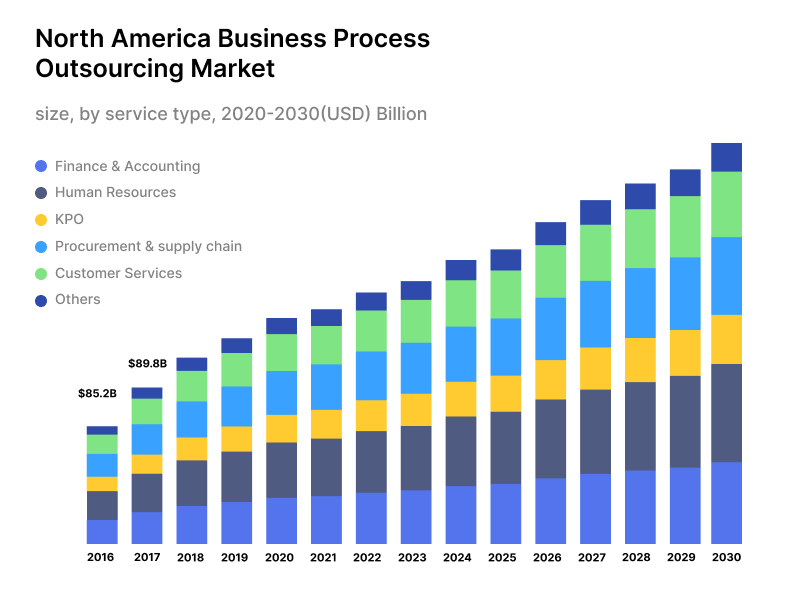 North America Business Process
Outsourcing Market
size, by service type, 2020-2030(USD) Billion
Finance & Accounting
Human Resources
KPO
Procurement & supply chain
Customer Services
Others
$85.2B
$89.8B
2016 2017 2018 2019 2020 2021 2022 2023 2024 2025 2026 2027 2028 2029 2030